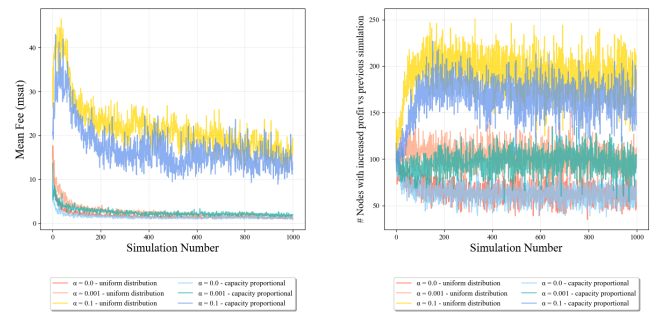 40
30
20
10
0
Mean Fee (msat)
0 200 400 600 800 1000
Simulation Number
α = 0.0 - uniform distribution
α = 0.001 - uniform distribution
α = 0.1 - uniform distribution
α = 0.0 - capacity proportional
α = 0.001 - capacity proportional
α = 0.1 - capacity proportional
250
200
150
100
50
# Nodes with increased profit vs previous simulation
0 200 400 600 800 1000
Simulation Number
α = 0.0 - uniform distribution
α = 0.001 - uniform distribution
α = 0.1 - uniform distribution
α = 0.0 - capacity proportional
α = 0.001 - capacity proportional
α = 0.1 - capacity proportional